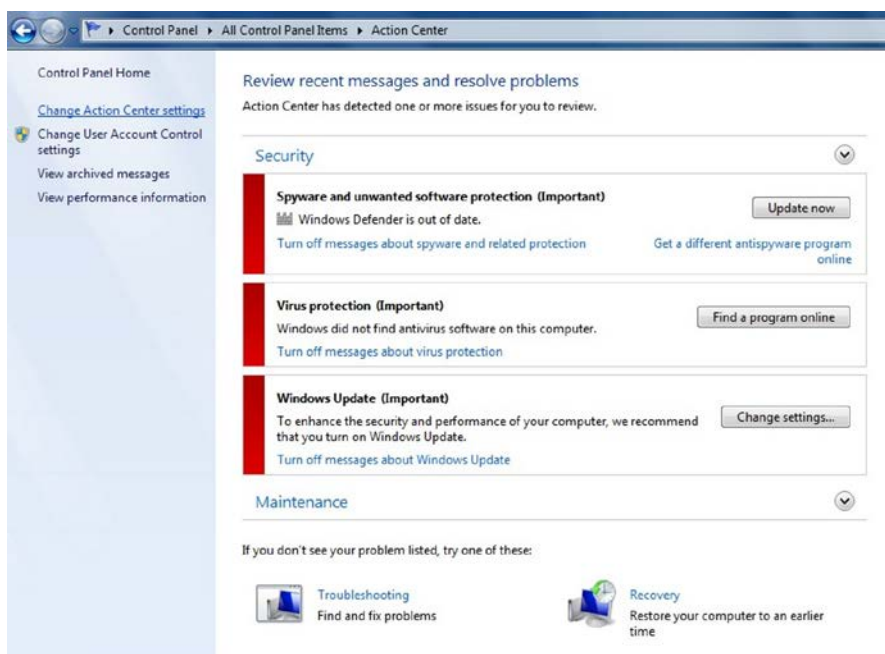 Control Panel ▸ All Control Panel Items ▸ Action Center
Control Panel Home
Change Action Center settings
Change User Account Control
settings
View archived messages
View performance information
Review recent messages and resolve problems
Action Center has detected one or more issues for you to review.
Security
Spyware and unwanted software protection (Important)
Windows Defender is out of date.
Update now
Turn off messages about spyware and related protection
Get a different antispyware program
online
Virus protection (Important)
Windows did not find antivirus software on this computer.
Find a program online
Turn off messages about virus protection
Windows Update (Important)
To enhance the security and performance of your computer, we recommend
that you turn on Windows Update.
Change settings...
Turn off messages about Windows Update
Maintenance
If you don't see your problem listed, try one of these:
Troubleshooting
Find and fix problems
Recovery
Restore your computer to an earlier
time